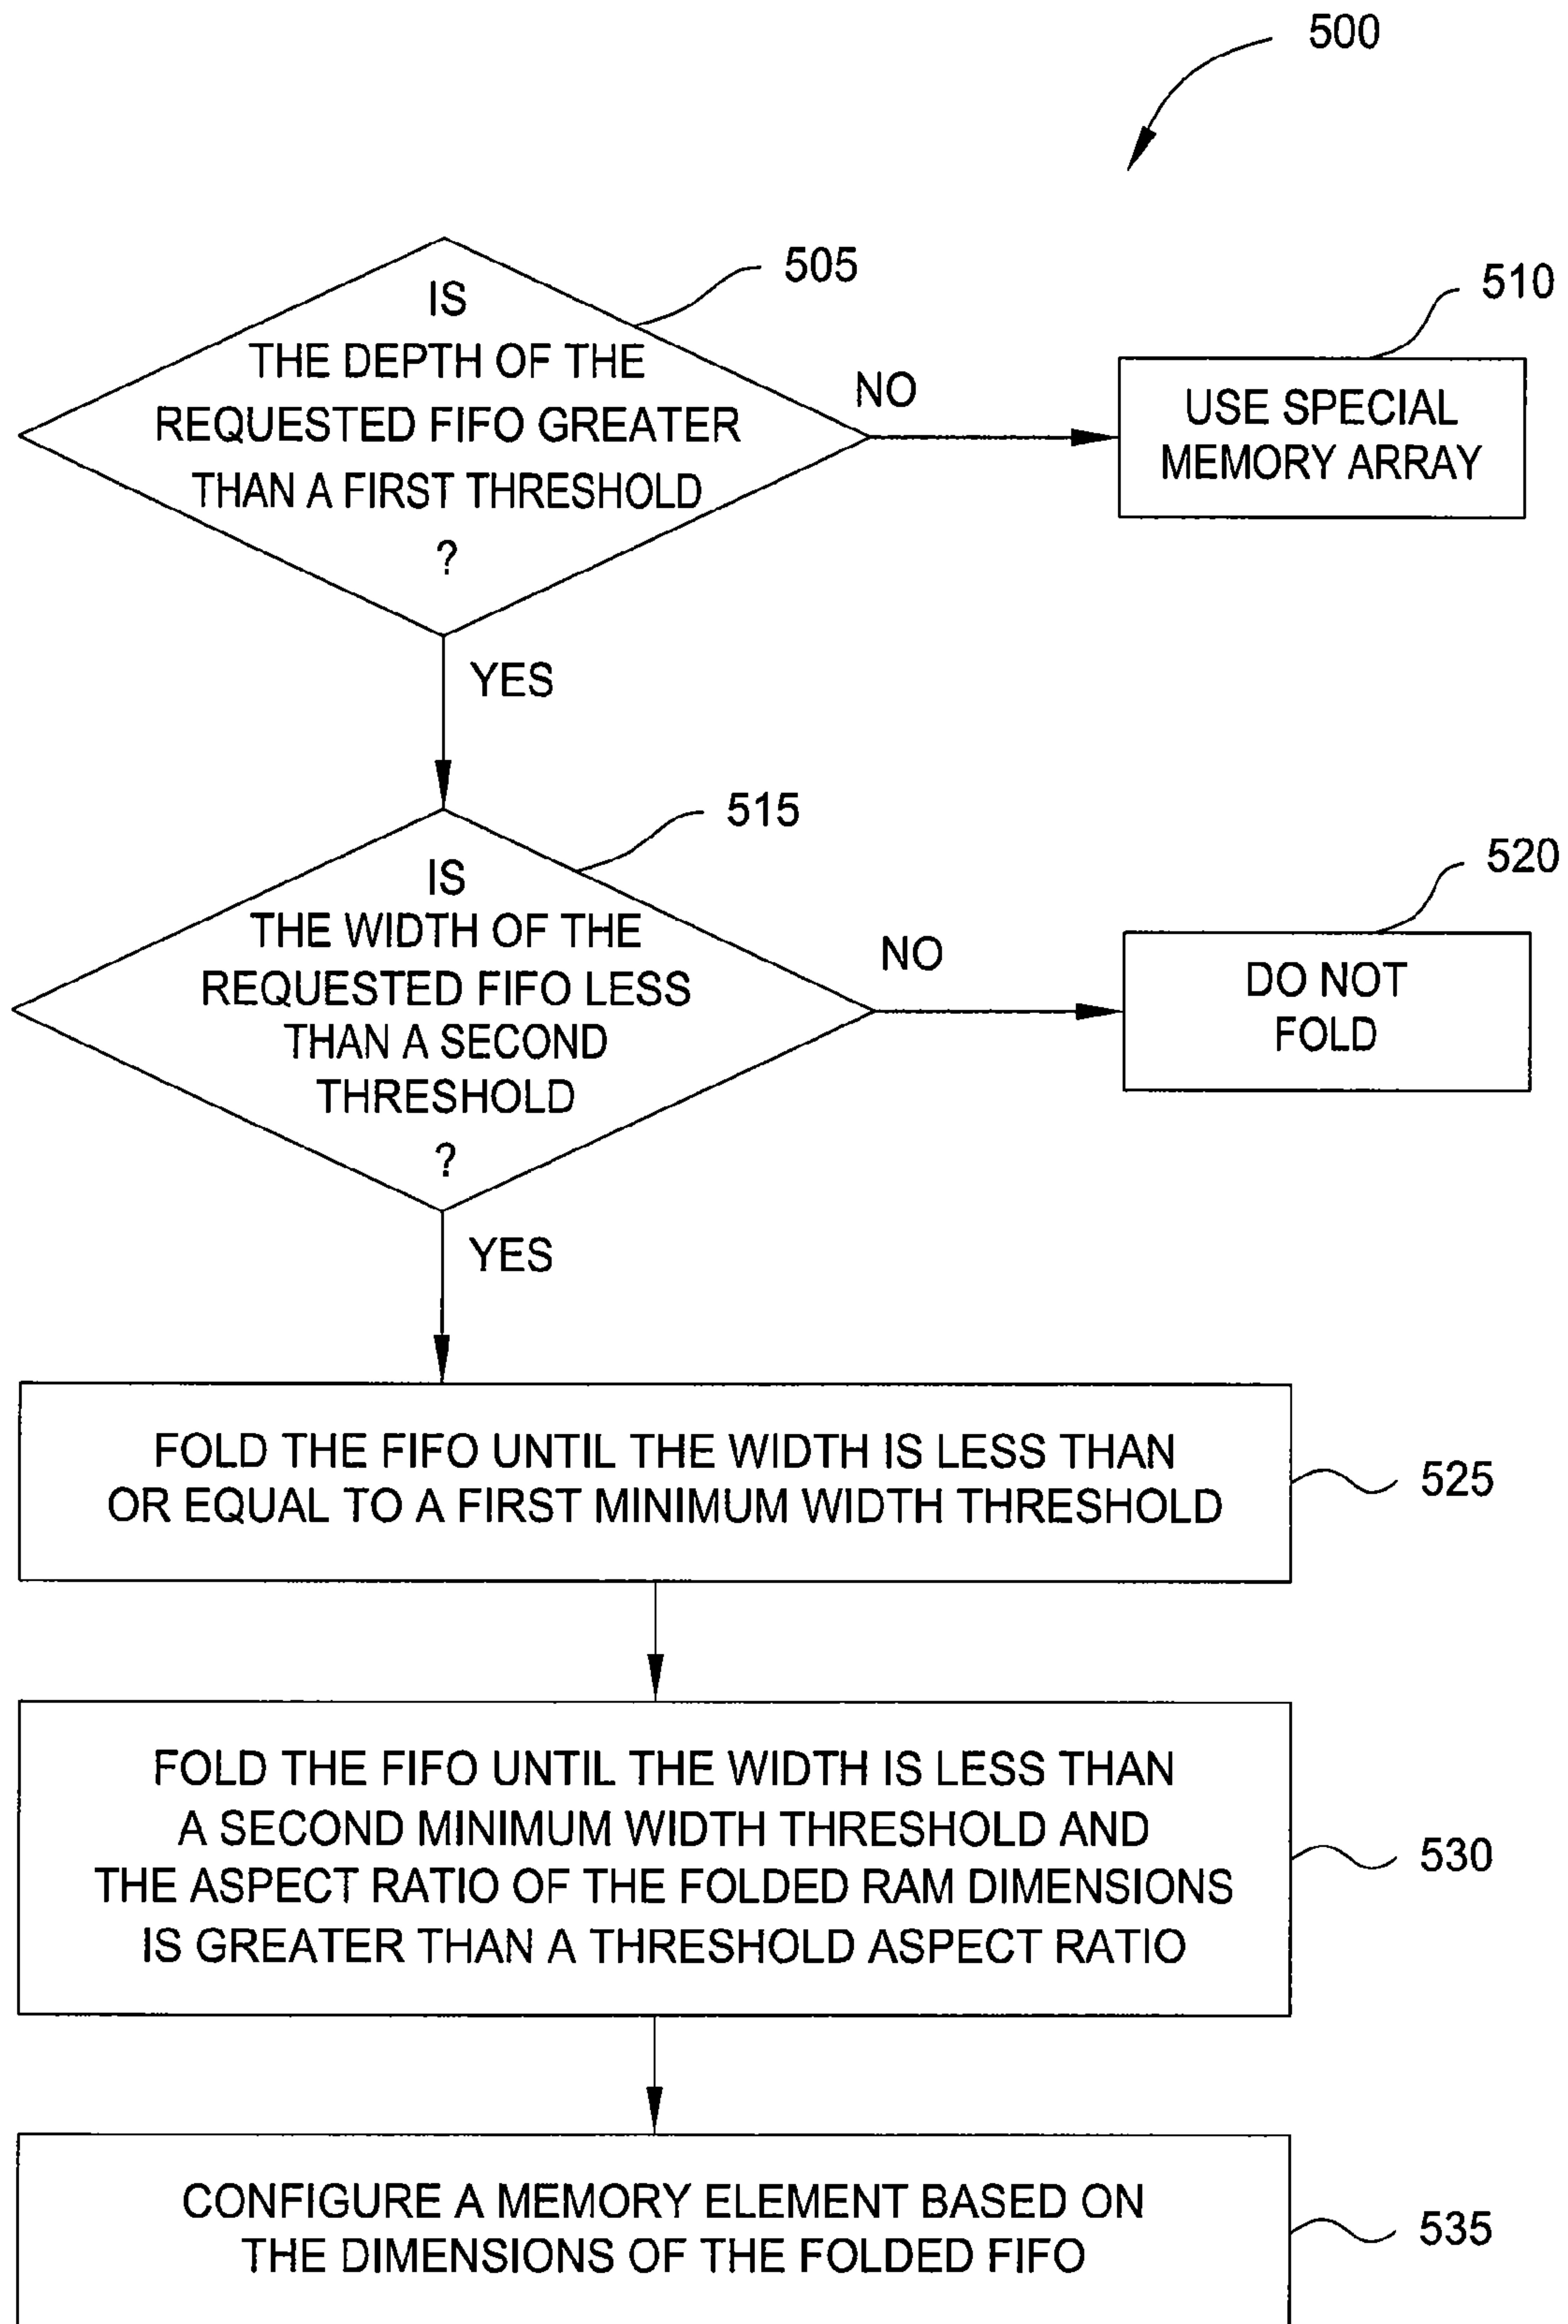 500
505
IS
THE DEPTH OF THE
REQUESTED FIFO GREATER
THAN A FIRST THRESHOLD
?
NO
510
USE SPECIAL
MEMORY ARRAY
YES
515
IS
THE WIDTH OF THE
REQUESTED FIFO LESS
THAN A SECOND
THRESHOLD
?
NO
520
DO NOT
FOLD
YES
FOLD THE FIFO UNTIL THE WIDTH IS LESS THAN
OR EQUAL TO A FIRST MINIMUM WIDTH THRESHOLD
525
FOLD THE FIFO UNTIL THE WIDTH IS LESS THAN
A SECOND MINIMUM WIDTH THRESHOLD AND
THE ASPECT RATIO OF THE FOLDED RAM DIMENSIONS
IS GREATER THAN A THRESHOLD ASPECT RATIO
530
CONFIGURE A MEMORY ELEMENT BASED ON
THE DIMENSIONS OF THE FOLDED FIFO
535